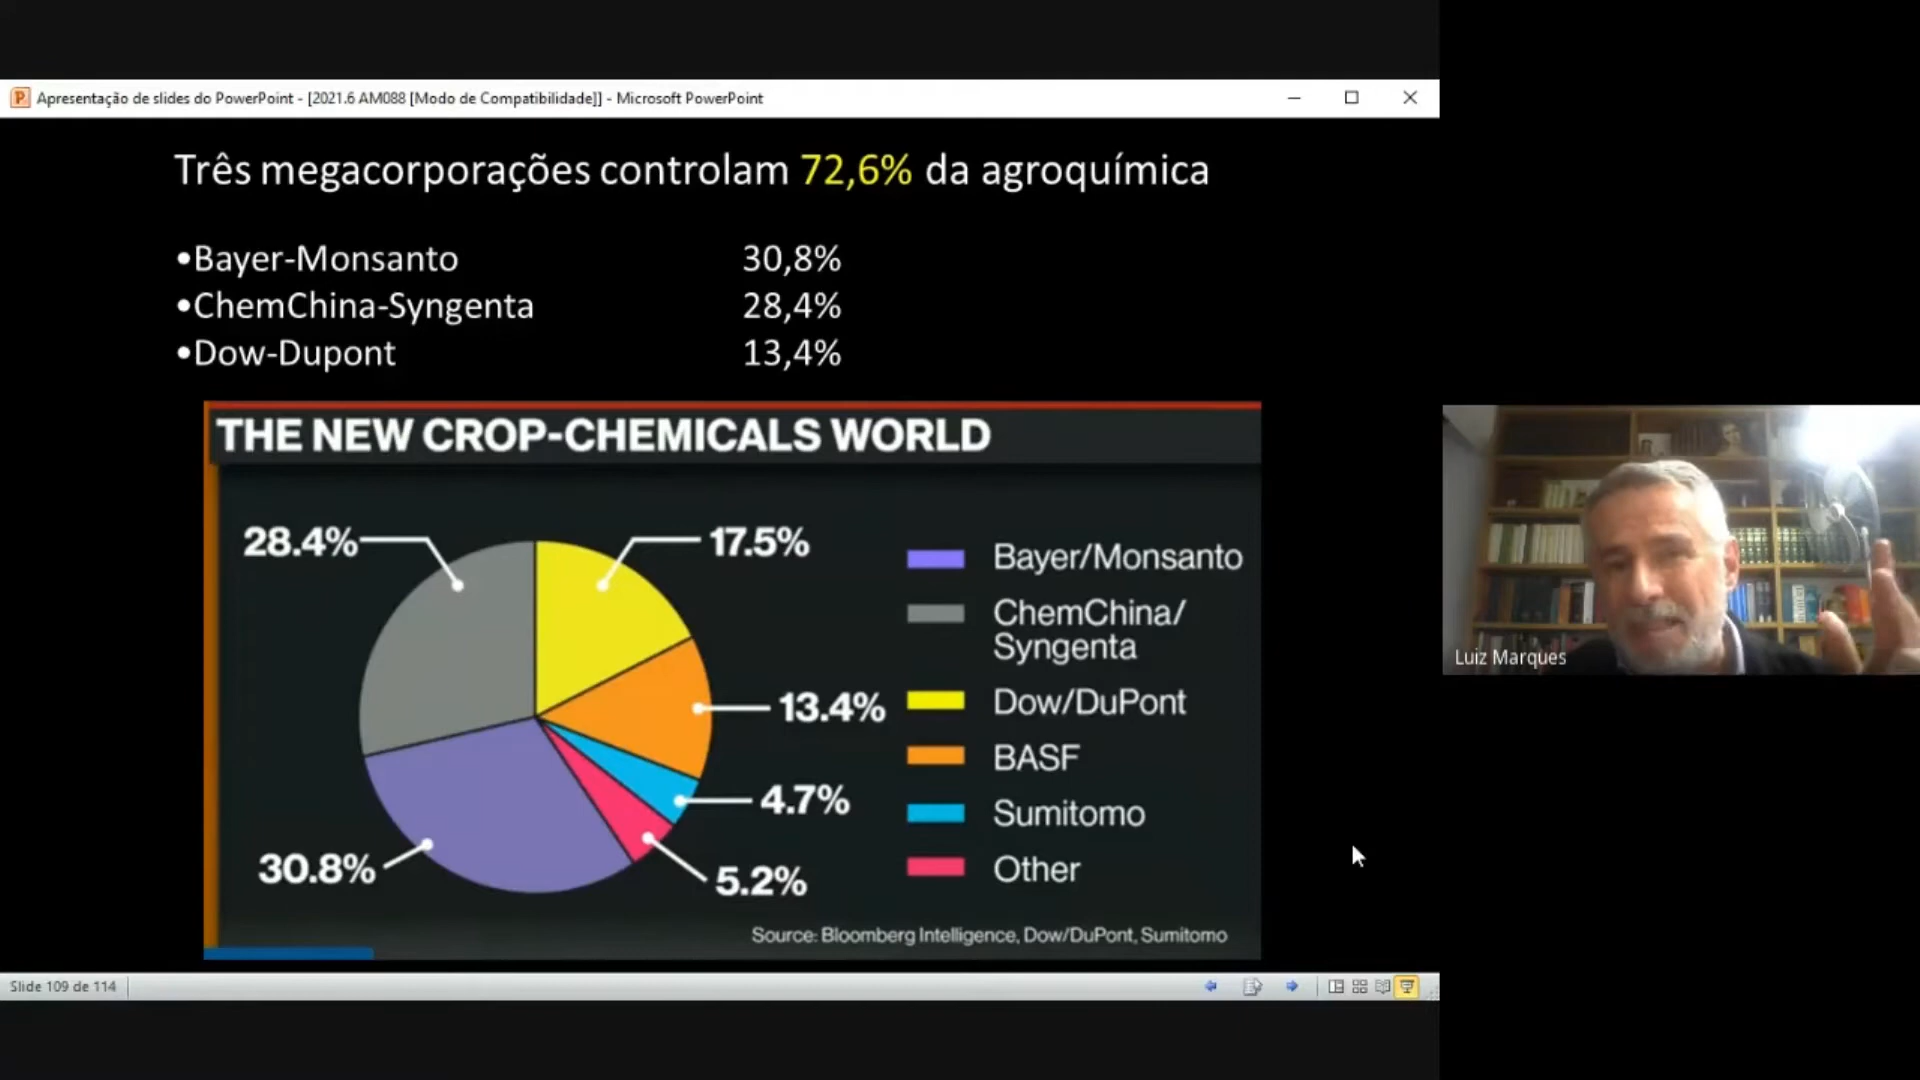 Apresentação de slides do PowerPoint - [2021.6 AM088 [Modo de Compatibilidade]] - Microsoft PowerPoint
Três megacorporações controlam 72,6% da agroquímica
•Bayer-Monsanto 30,8%
•ChemChina-Syngenta 28,4%
•Dow-Dupont 13,4%
THE NEW CROP-CHEMICALS WORLD
28.4%
17.5%
13.4%
4.7%
5.2%
30.8%
Bayer/Monsanto
ChemChina/
Syngenta
Dow/DuPont
BASF
Sumitomo
Other
Source: Bloomberg Intelligence, Dow/DuPont, Sumitomo
Luiz Marques
Slide 109 de 114